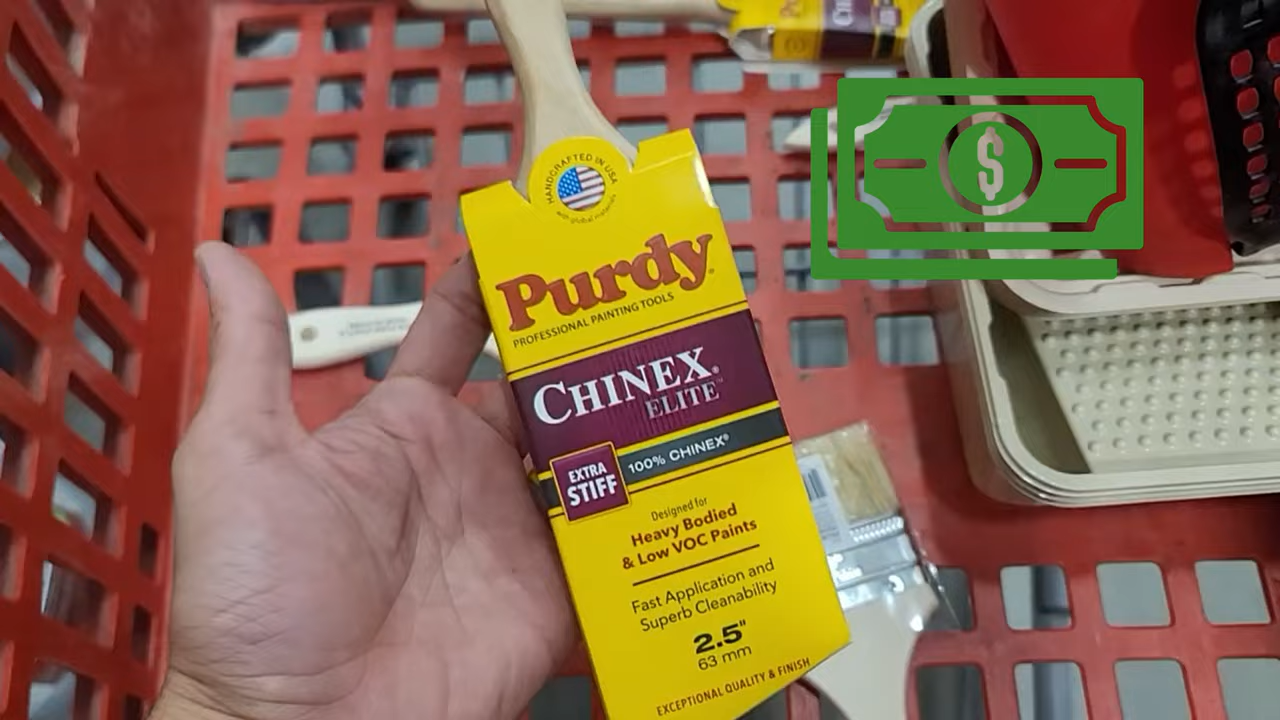 HANDCRAFTED IN USA
with global materials
Purdy
PROFESSIONAL PAINTING TOOLS
CHINEX®
ELITE™
EXTRA
STIFF
100% CHINEX®
Designed for
Heavy Bodied
& Low VOC Paints
Fast Application and
Superb Cleanability
2.5"
63 mm
EXCEPTIONAL QUALITY & FINISH
$